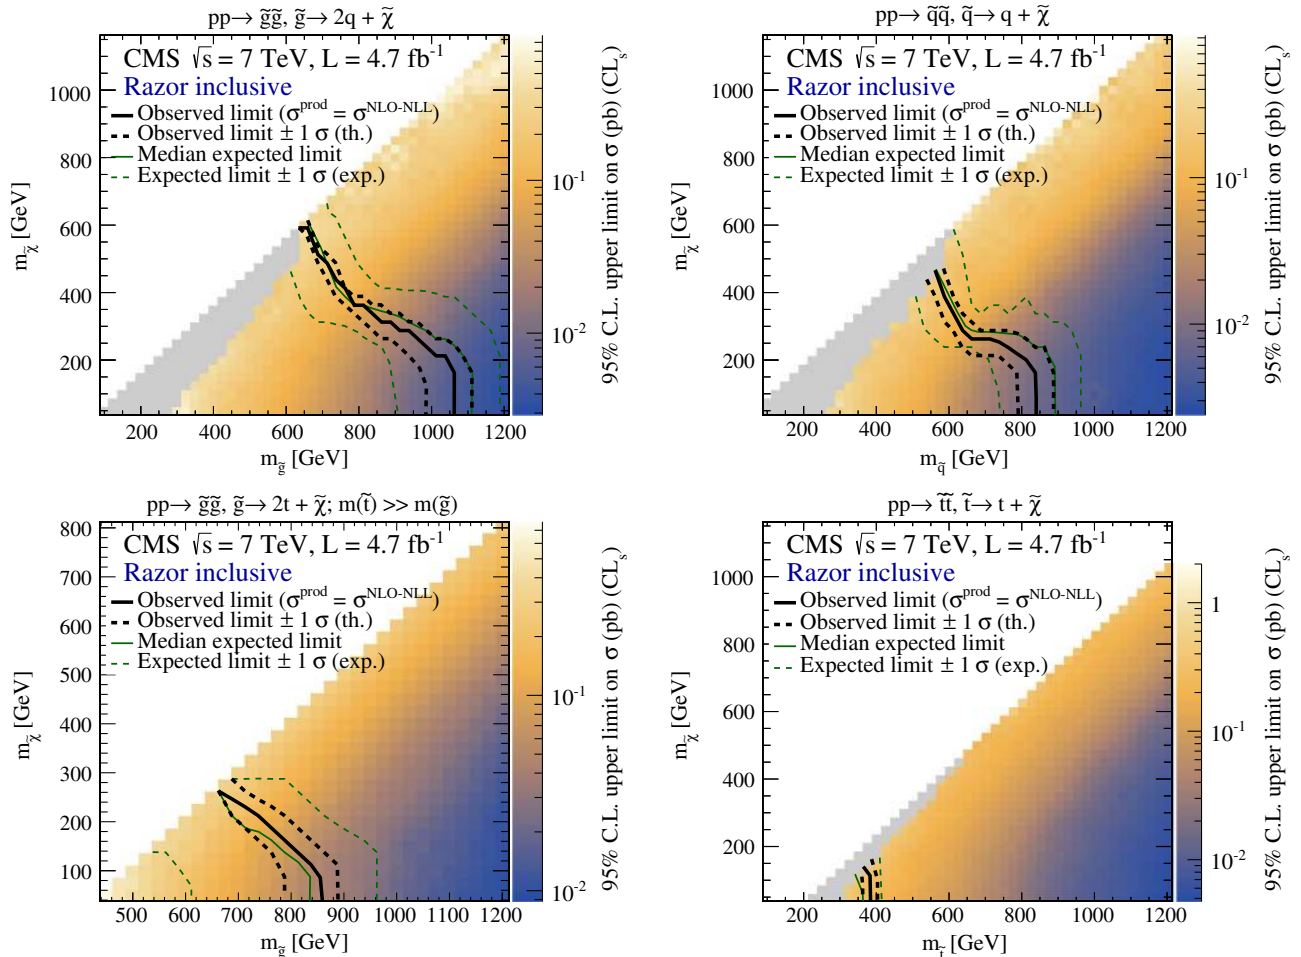 pp→ g̃g̃, g̃→ 2q + χ̃
CMS √s = 7 TeV, L = 4.7 fb⁻¹
Razor inclusive
Observed limit (σ^prod = σ^NLO-NLL)
Observed limit ± 1 σ (th.)
Median expected limit
Expected limit ± 1 σ (exp.)
1000
800
600
400
200
m_χ̃ [GeV]
200 400 600 800 1000 1200
m_g̃ [GeV]
10⁻¹
10⁻²
95% C.L. upper limit on σ (pb) (CL_s)
pp→ q̃q̃, q̃→ q + χ̃
CMS √s = 7 TeV, L = 4.7 fb⁻¹
Razor inclusive
Observed limit (σ^prod = σ^NLO-NLL)
Observed limit ± 1 σ (th.)
Median expected limit
Expected limit ± 1 σ (exp.)
1000
800
600
400
200
m_χ̃ [GeV]
200 400 600 800 1000 1200
m_q̃ [GeV]
10⁻¹
10⁻²
95% C.L. upper limit on σ (pb) (CL_s)
pp→ g̃g̃, g̃→ 2t + χ̃; m(t̃) >> m(g̃)
CMS √s = 7 TeV, L = 4.7 fb⁻¹
Razor inclusive
Observed limit (σ^prod = σ^NLO-NLL)
Observed limit ± 1 σ (th.)
Median expected limit
Expected limit ± 1 σ (exp.)
800
700
600
500
400
300
200
100
m_χ̃ [GeV]
500 600 700 800 900 1000 1100 1200
m_g̃ [GeV]
10⁻¹
10⁻²
95% C.L. upper limit on σ (pb) (CL_s)
pp→ t̃t̃, t̃→ t + χ̃
CMS √s = 7 TeV, L = 4.7 fb⁻¹
Razor inclusive
Observed limit (σ^prod = σ^NLO-NLL)
Observed limit ± 1 σ (th.)
Median expected limit
Expected limit ± 1 σ (exp.)
1000
800
600
400
200
m_χ̃ [GeV]
200 400 600 800 1000 1200
m_t̃ [GeV]
1
10⁻¹
10⁻²
95% C.L. upper limit on σ (pb) (CL_s)